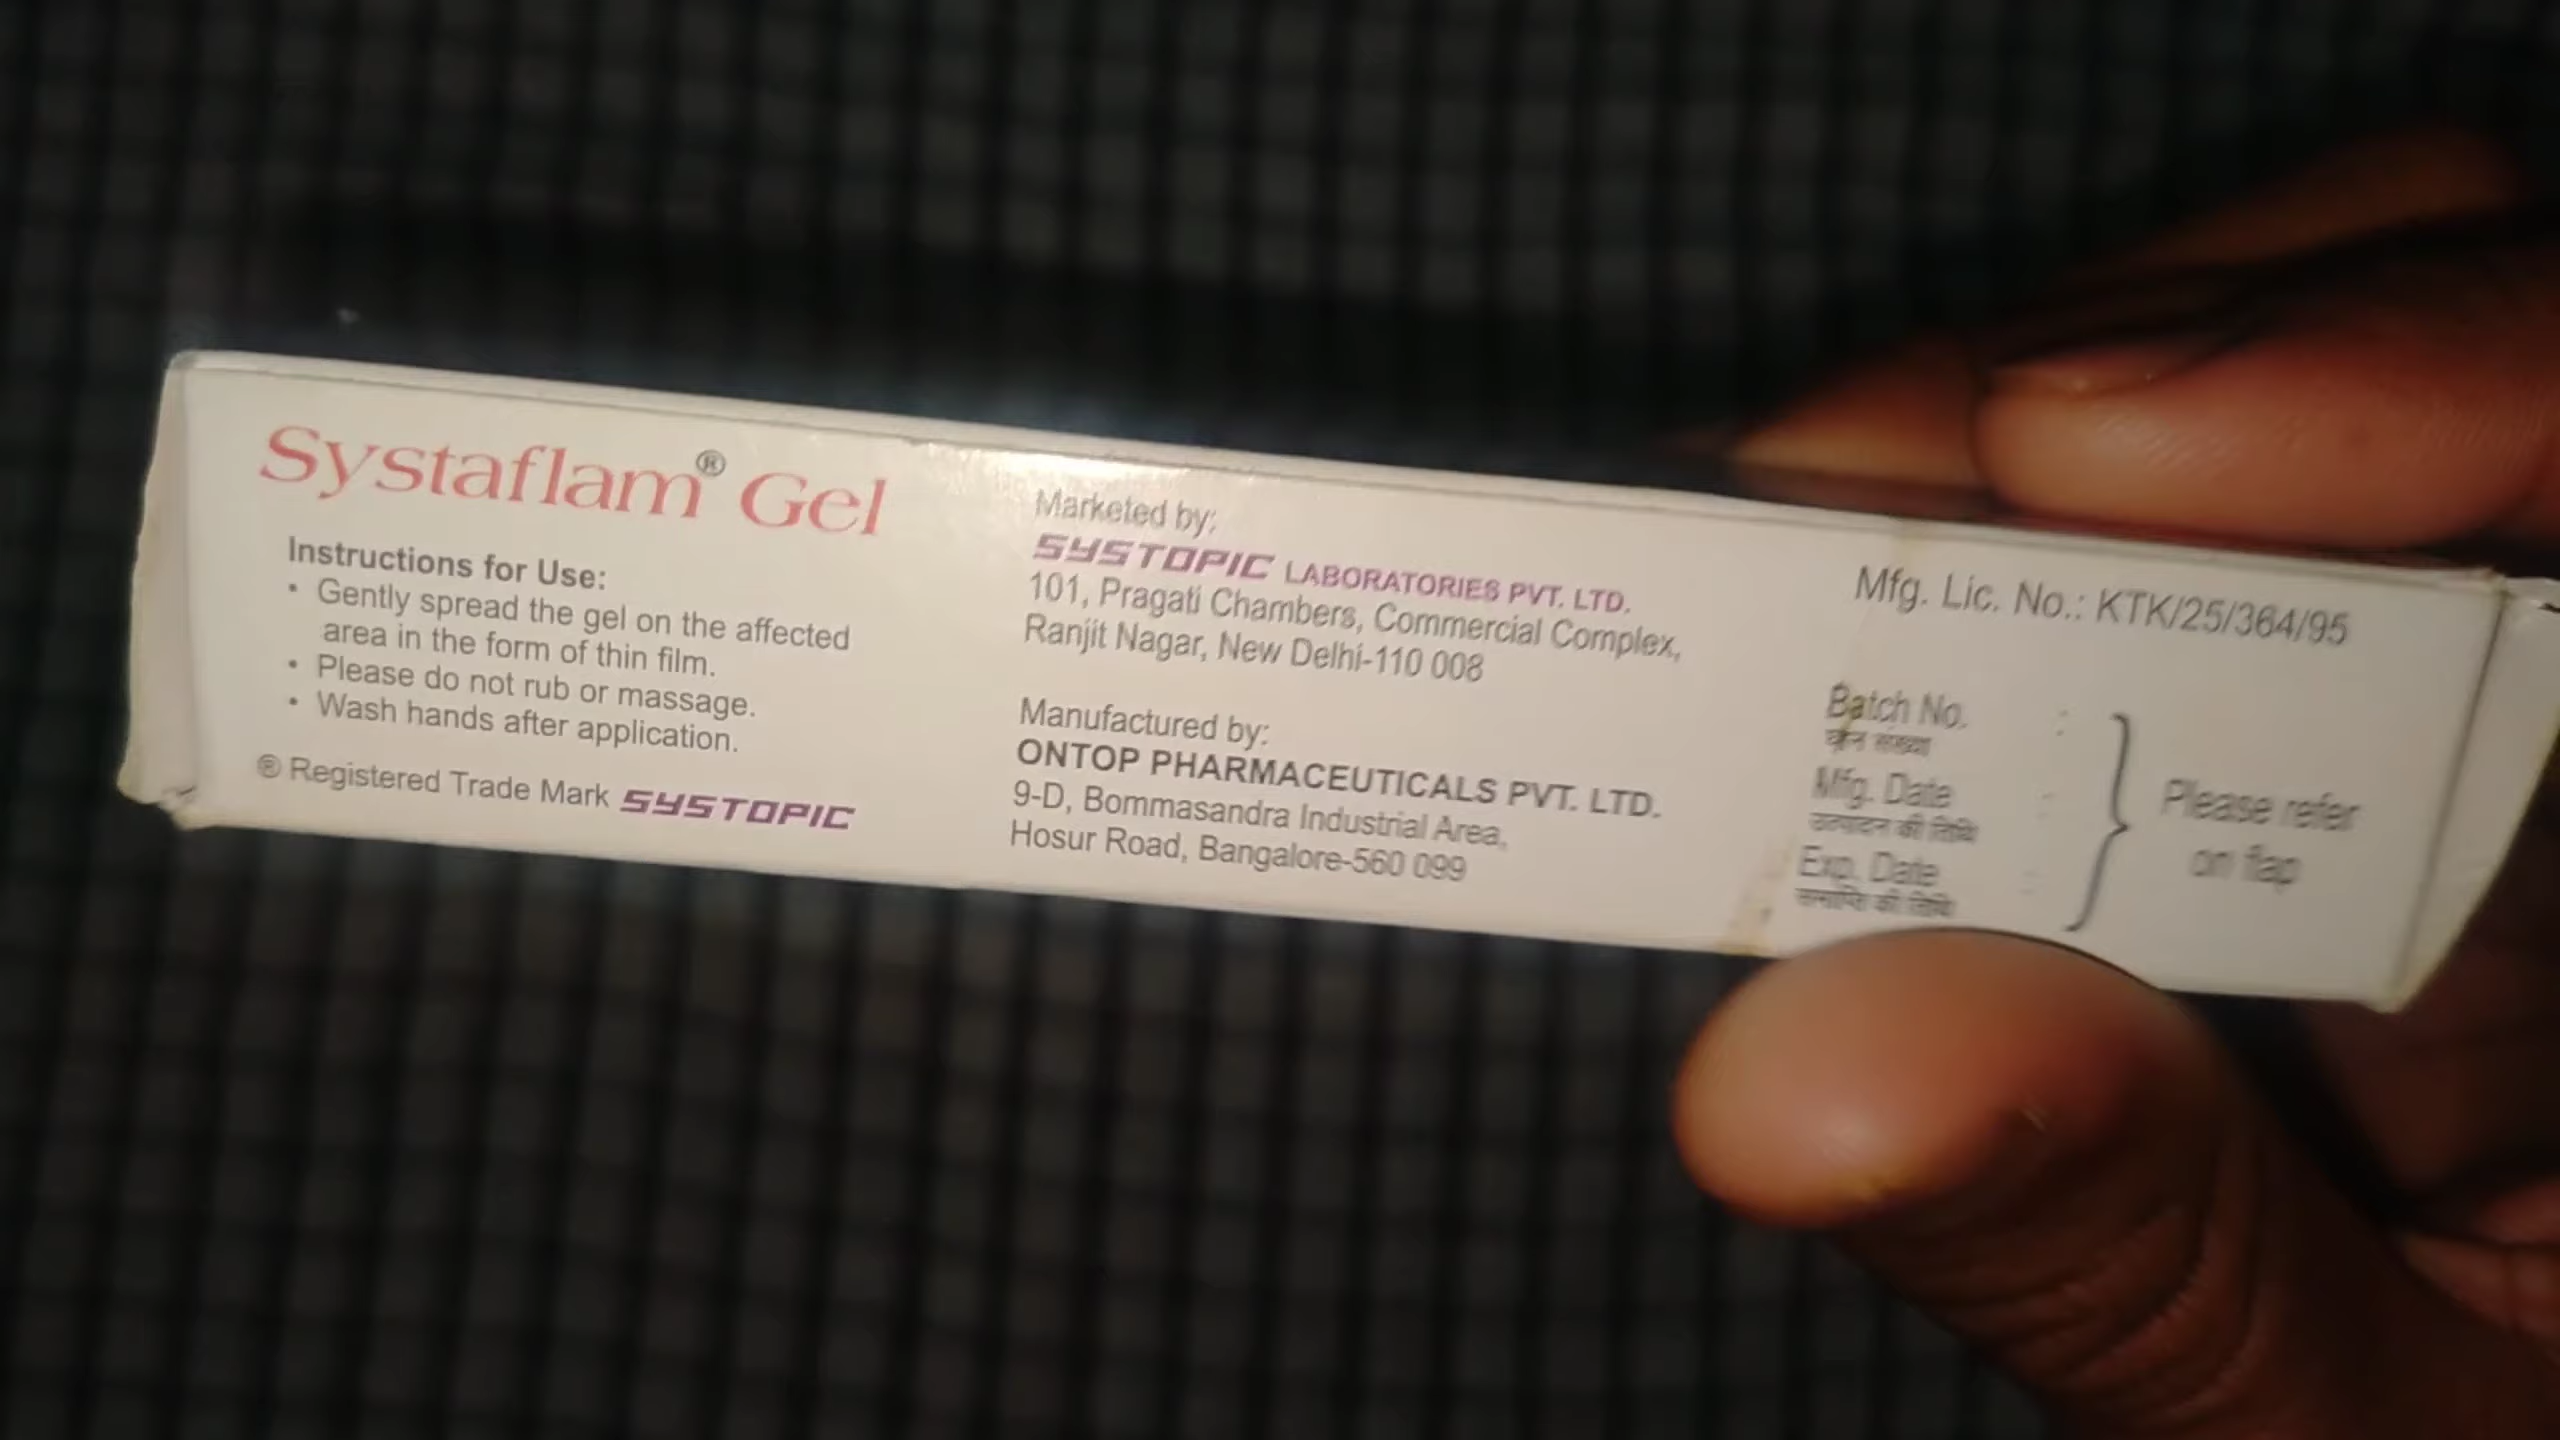 Systaflam® Gel
Instructions for Use:
• Gently spread the gel on the affected
area in the form of thin film.
• Please do not rub or massage.
• Wash hands after application.
® Registered Trade Mark SYSTOPIC
Marketed by:
SYSTOPIC LABORATORIES PVT. LTD.
101, Pragati Chambers, Commercial Complex,
Ranjit Nagar, New Delhi-110 008
Manufactured by:
ONTOP PHARMACEUTICALS PVT. LTD.
9-D, Bommasandra Industrial Area,
Hosur Road, Bangalore-560 099
Mfg. Lic. No.: KTK/25/364/95
Batch No. :
संख्या
Mfg. Date :
उत्पादन की तिथि
Exp. Date :
समाप्ति की तिथि
Please refer
on flap